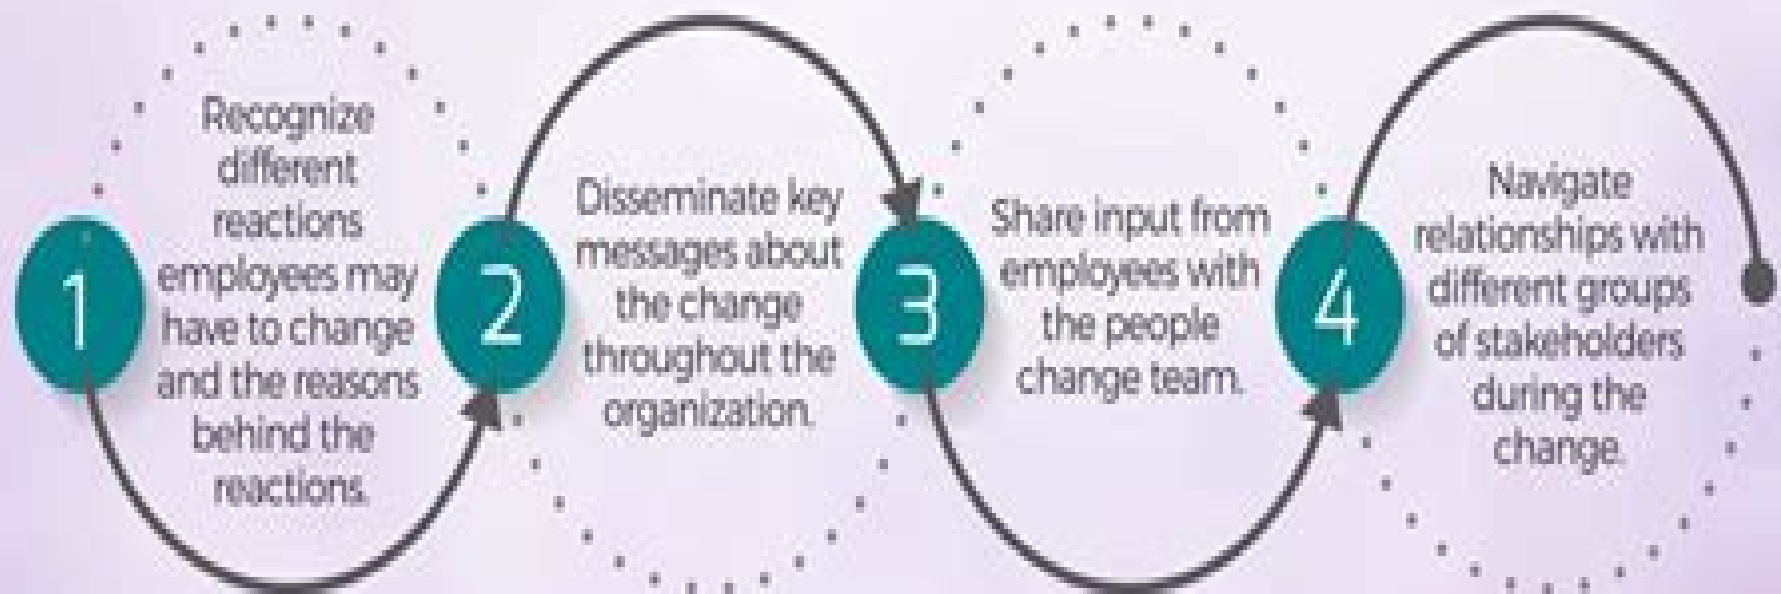 1
Recognize
different
reactions
employees may
have to change
and the reasons
behind the
reactions.
2
Disseminate key
messages about
the change
throughout the
organization.
3
Share input from
employees with
the people
change team.
4
Navigate
relationships with
different groups
of stakeholders
during the
change.